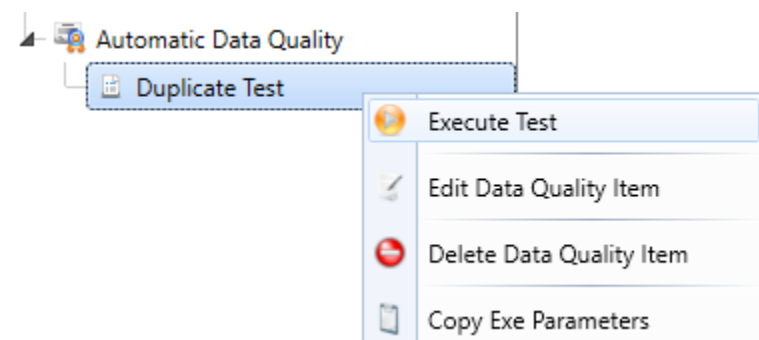 Automatic Data Quality
Duplicate Test
Execute Test
Edit Data Quality Item
Delete Data Quality Item
Copy Exe Parameters